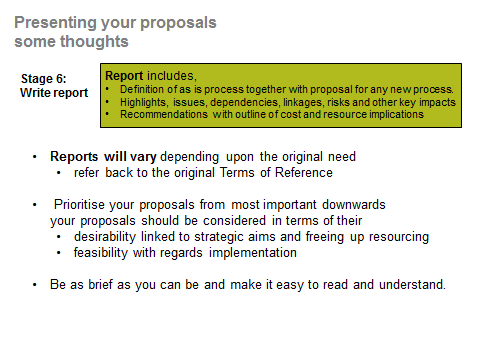 Presenting your proposals
some thoughts
Stage 6:
Write report
Report includes,
• Definition of as is process together with proposal for any new process.
• Highlights, issues, dependencies, linkages, risks and other key impacts
• Recommendations with outline of cost and resource implications
• Reports will vary depending upon the original need
• refer back to the original Terms of Reference
• Prioritise your proposals from most important downwards
your proposals should be considered in terms of their
• desirability linked to strategic aims and freeing up resourcing
• feasibility with regards implementation
• Be as brief as you can be and make it easy to read and understand.